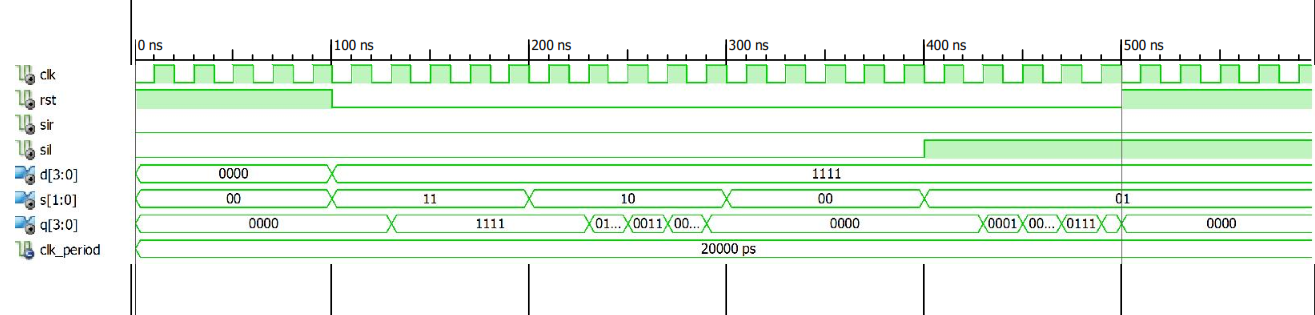 0 ns 100 ns 200 ns 300 ns 400 ns 500 ns
clk
rst
sir
sil
d[3:0] 0000 1111
s[1:0] 00 11 10 00 01
q[3:0] 0000 1111 01... 0011 00... 0000 0001 00... 0111 0000
clk_period 20000 ps